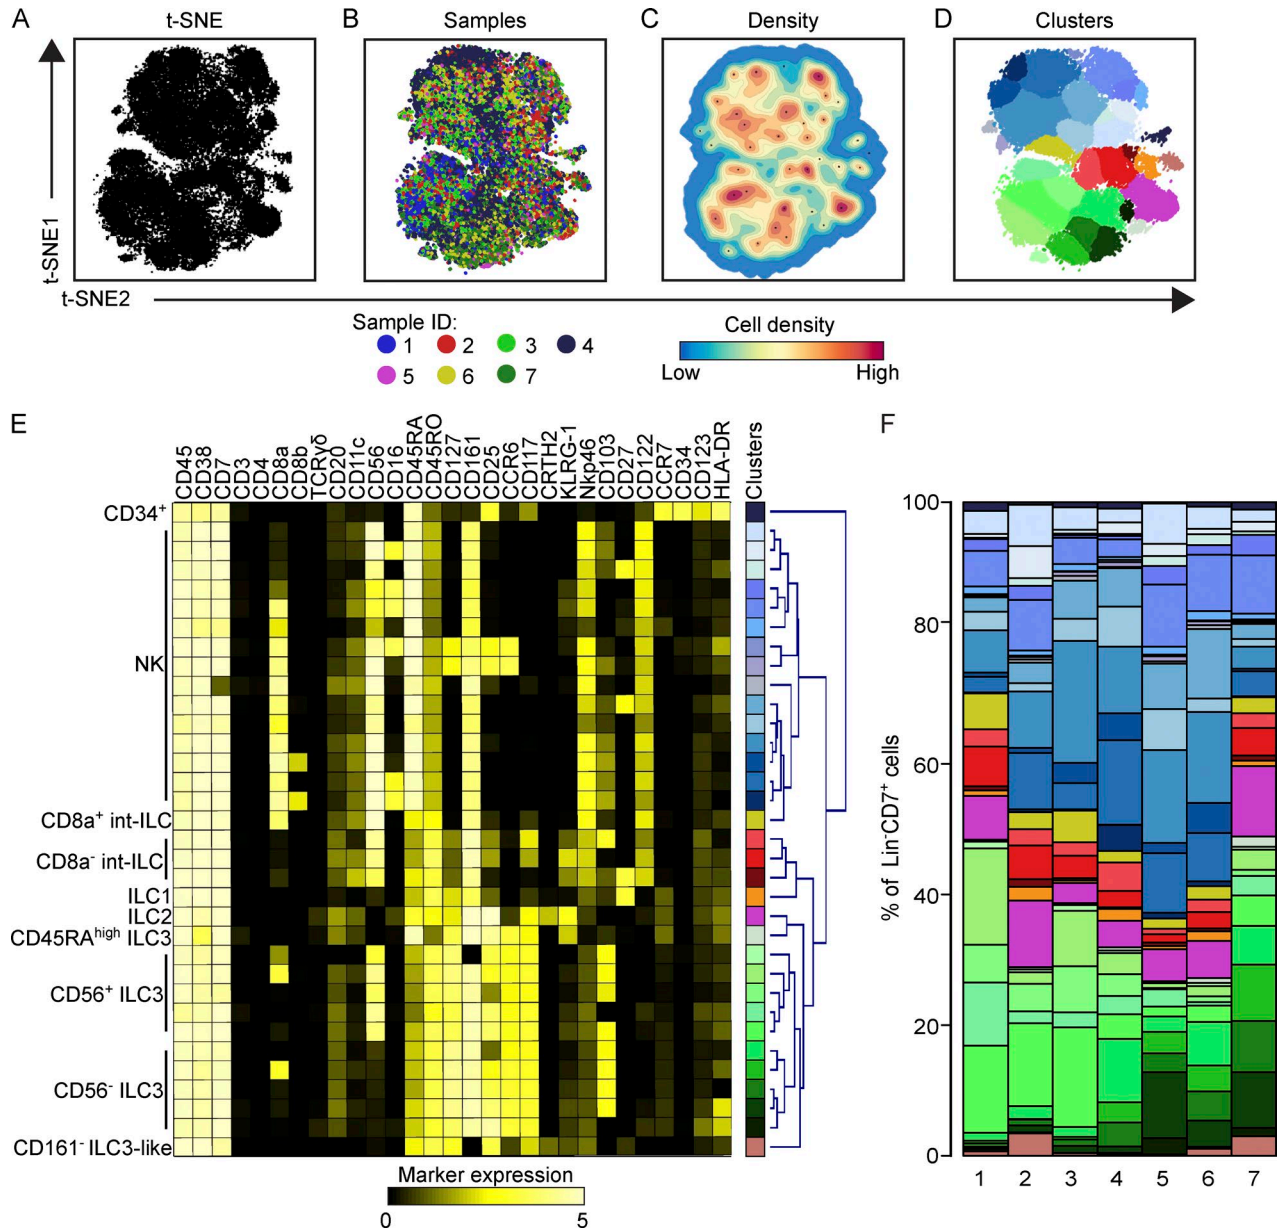 A
t-SNE
B
Samples
C
Density
D
Clusters
t-SNE1
t-SNE2
Sample ID:
1 2 3 4
5 6 7
Cell density
Low High
E
CD45
CD38
CD7
CD3
CD4
CD8a
CD8b
TCRγδ
CD20
CD11c
CD56
CD16
CD45RA
CD45RO
CD127
CD161
CD25
CCR6
CD117
CRTH2
KLRG-1
Nkp46
CD103
CD27
CD122
CCR7
CD34
CD123
HLA-DR
Clusters
CD34⁺
NK
CD8a⁺ int-ILC
CD8a⁻ int-ILC
ILC1
ILC2
CD45RAʰⁱᵍʰ ILC3
CD56⁺ ILC3
CD56⁻ ILC3
CD161⁻ ILC3-like
Marker expression
0 5
F
% of Lin⁻CD7⁺ cells
100
80
60
40
20
0
1 2 3 4 5 6 7